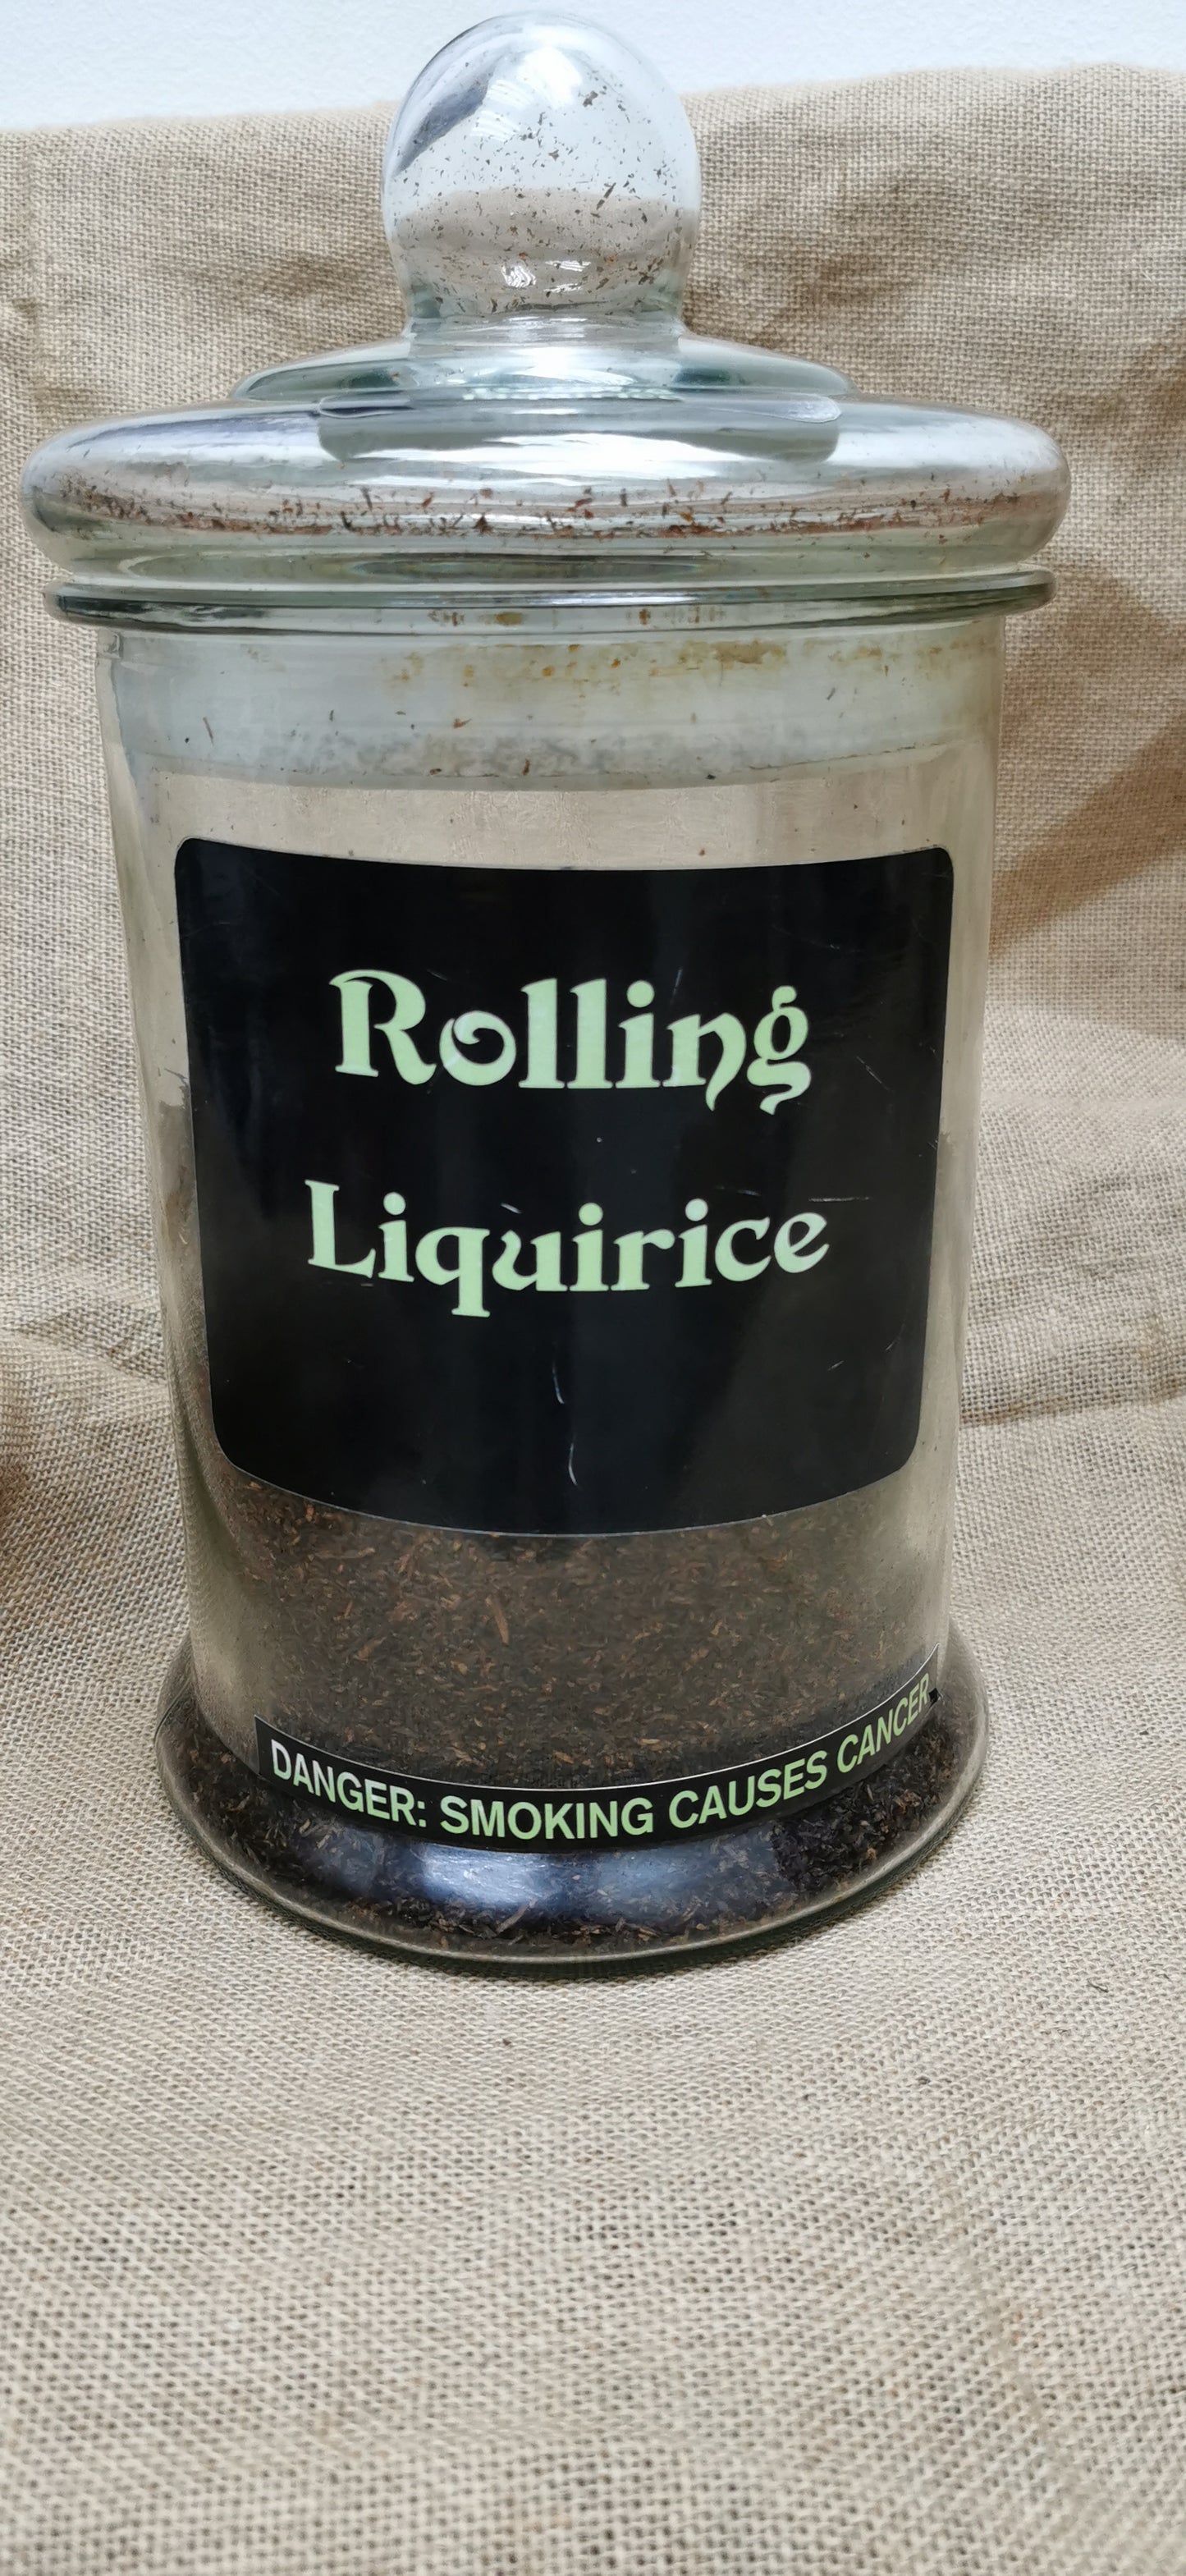 Rolling
Liquirice
DANGER: SMOKING CAUSES CANCER